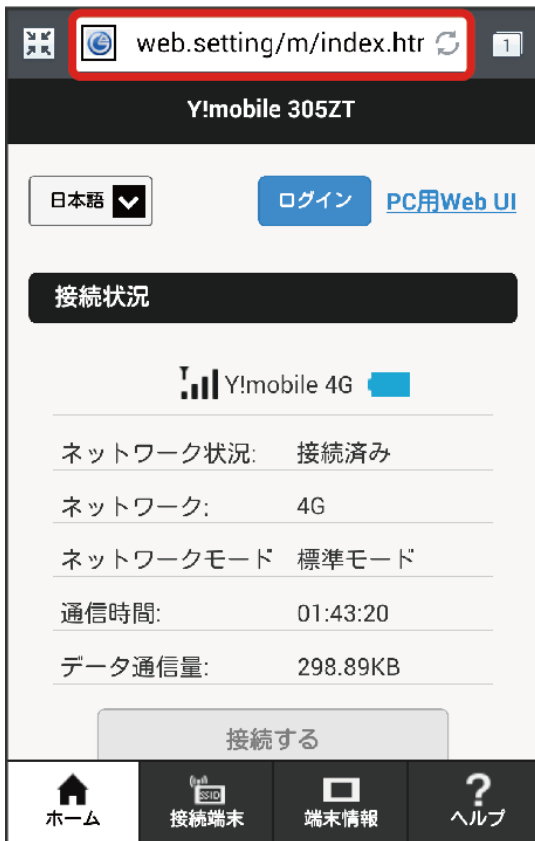 web.setting/m/index.htr
1
Y!mobile 305ZT
日本語
ログイン
PC用Web UI
接続状況
Y!mobile 4G
ネットワーク状況: 接続済み
ネットワーク: 4G
ネットワークモード 標準モード
通信時間: 01:43:20
データ通信量: 298.89KB
接続する
SSID
ホーム 接続端末 端末情報 ヘルプ